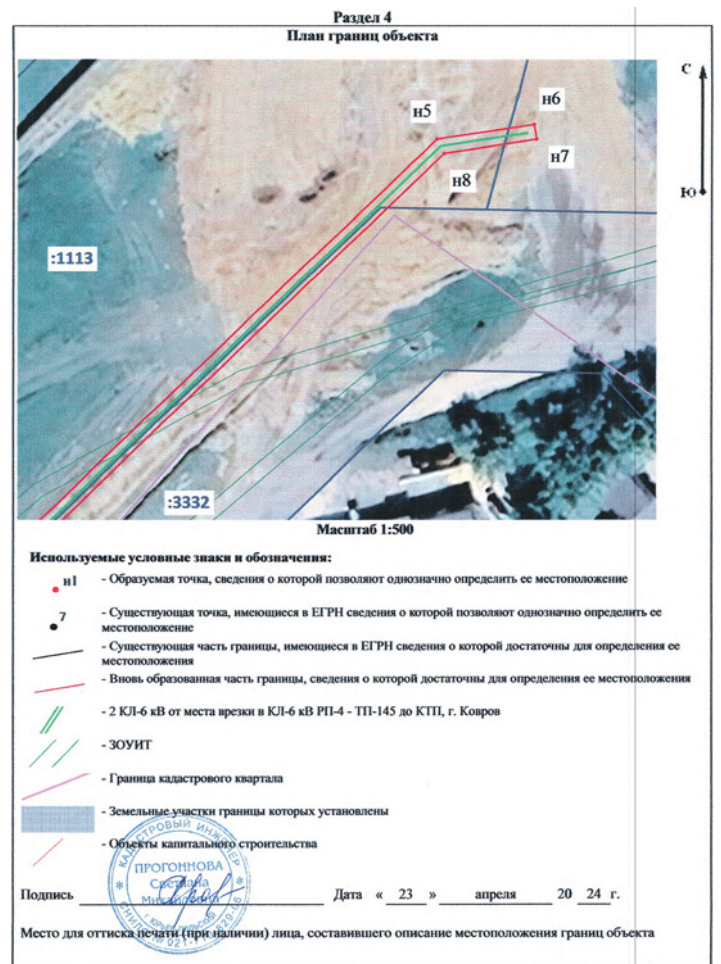 Раздел 4
План границ объекта
С
н6
н5
н7
н8
Ю
:1113
:3332
Масштаб 1:500
Используемые условные знаки и обозначения:
н1 - Образуемая точка, сведения о которой позволяют однозначно определить ее местоположение
7 - Существующая точка, имеющиеся в ЕГРН сведения о которой позволяют однозначно определить ее
местоположение
- Существующая часть границы, имеющиеся в ЕГРН сведения о которой достаточны для определения ее
местоположения
- Вновь образованная часть границы, сведения о которой достаточны для определения ее местоположения
- 2 КЛ-6 кВ от места врезки в КЛ-6 кВ РП-4 - ТП-145 до КТП, г. Ковров
- ЗОУИТ
- Граница кадастрового квартала
- Земельные участки границы которых установлены
- Объекты капитального строительства
КАДАСТРОВЫЙ ИНЖЕНЕР
ПРОГОННОВА
Светлана
Михайловна
Подпись Дата « 23 » апреля 20 24 г.
Место для оттиска печати (при наличии) лица, составившего описание местоположения границ объекта